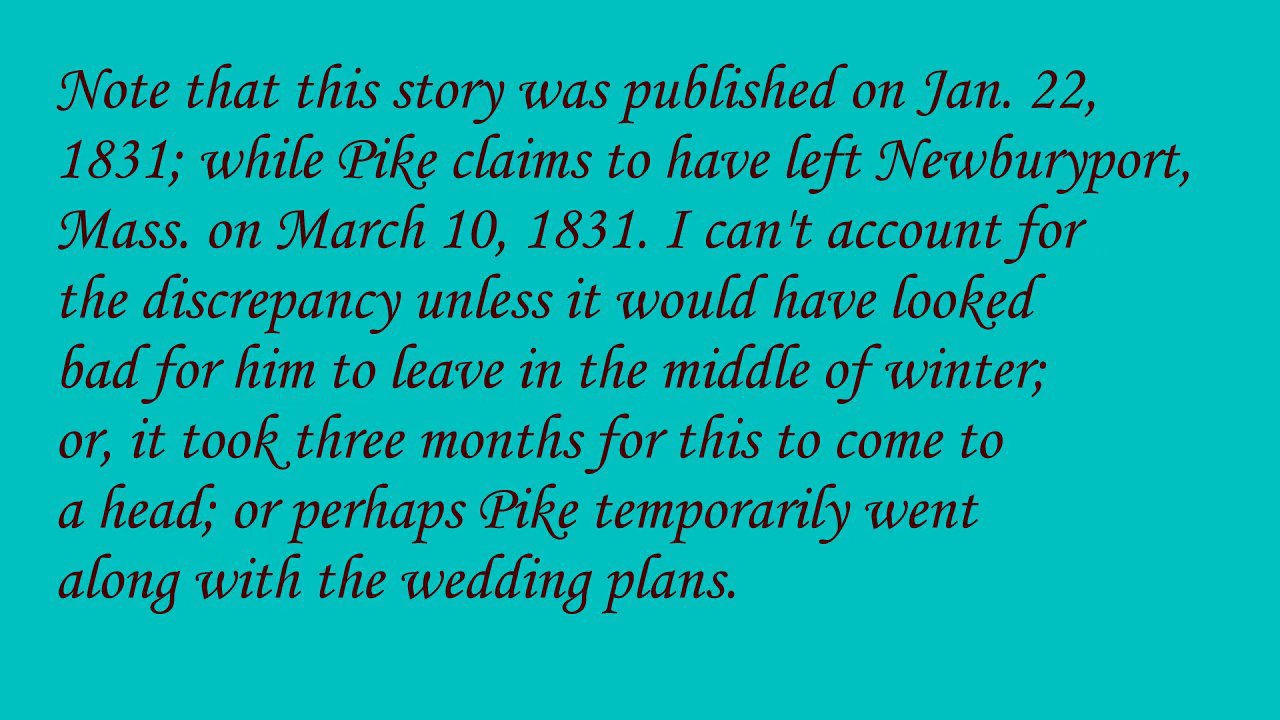 Note that this story was published on Jan. 22,
1831; while Pike claims to have left Newburyport,
Mass. on March 10, 1831. I can't account for
the discrepancy unless it would have looked
bad for him to leave in the middle of winter;
or, it took three months for this to come to
a head; or perhaps Pike temporarily went
along with the wedding plans.